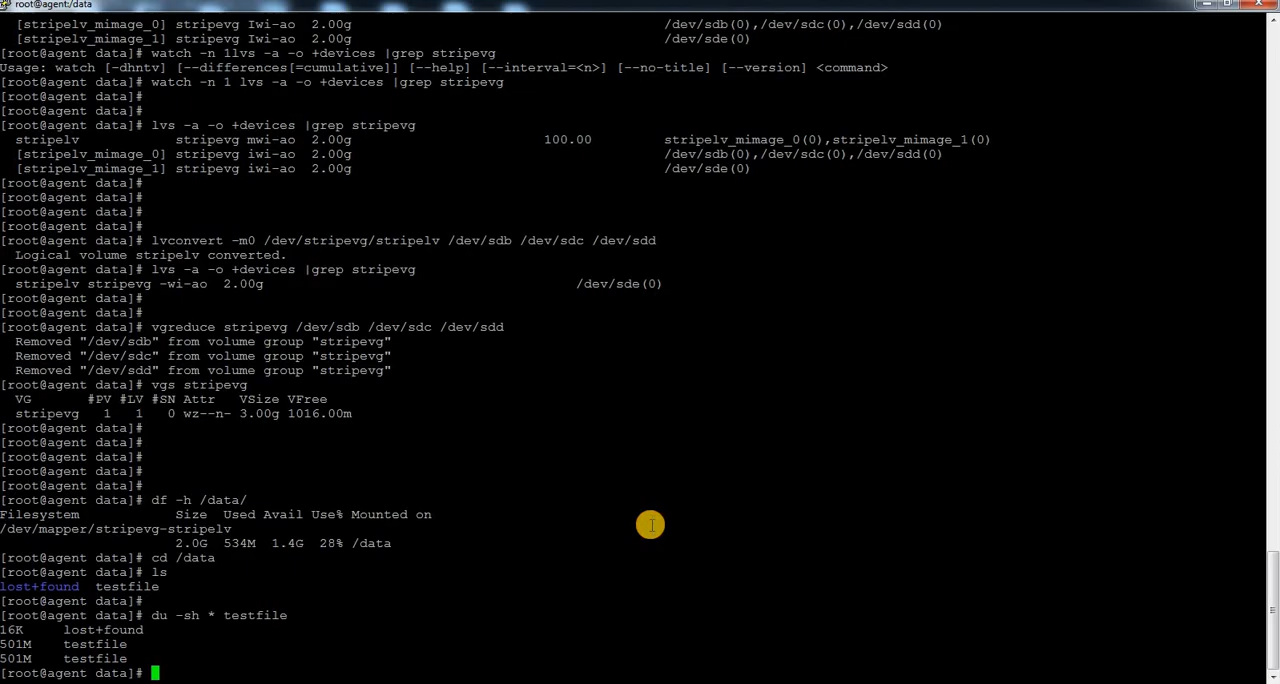 root@agent:/data
[stripelv_mimage_0] stripevg Iwi-ao 2.00g /dev/sdb(0),/dev/sdc(0),/dev/sdd(0)
[stripelv_mimage_1] stripevg Iwi-ao 2.00g /dev/sde(0)
[root@agent data]# watch -n 1lvs -a -o +devices |grep stripevg
Usage: watch [-dhntv] [--differences[=cumulative]] [--help] [--interval=<n>] [--no-title] [--version] <command>
[root@agent data]# watch -n 1 lvs -a -o +devices |grep stripevg
[root@agent data]#
[root@agent data]#
[root@agent data]# lvs -a -o +devices |grep stripevg
stripelv stripevg mwi-ao 2.00g 100.00 stripelv_mimage_0(0),stripelv_mimage_1(0)
[stripelv_mimage_0] stripevg iwi-ao 2.00g /dev/sdb(0),/dev/sdc(0),/dev/sdd(0)
[stripelv_mimage_1] stripevg iwi-ao 2.00g /dev/sde(0)
[root@agent data]#
[root@agent data]#
[root@agent data]#
[root@agent data]#
[root@agent data]# lvconvert -m0 /dev/stripevg/stripelv /dev/sdb /dev/sdc /dev/sdd
Logical volume stripelv converted.
[root@agent data]# lvs -a -o +devices |grep stripevg
stripelv stripevg -wi-ao 2.00g /dev/sde(0)
[root@agent data]#
[root@agent data]#
[root@agent data]# vgreduce stripevg /dev/sdb /dev/sdc /dev/sdd
Removed "/dev/sdb" from volume group "stripevg"
Removed "/dev/sdc" from volume group "stripevg"
Removed "/dev/sdd" from volume group "stripevg"
[root@agent data]# vgs stripevg
VG #PV #LV #SN Attr VSize VFree
stripevg 1 1 0 wz--n- 3.00g 1016.00m
[root@agent data]#
[root@agent data]#
[root@agent data]#
[root@agent data]#
[root@agent data]#
[root@agent data]# df -h /data/
Filesystem Size Used Avail Use% Mounted on
/dev/mapper/stripevg-stripelv
2.0G 534M 1.4G 28% /data
[root@agent data]# cd /data
[root@agent data]# ls
lost+found testfile
[root@agent data]#
[root@agent data]# du -sh * testfile
16K lost+found
501M testfile
501M testfile
[root@agent data]#